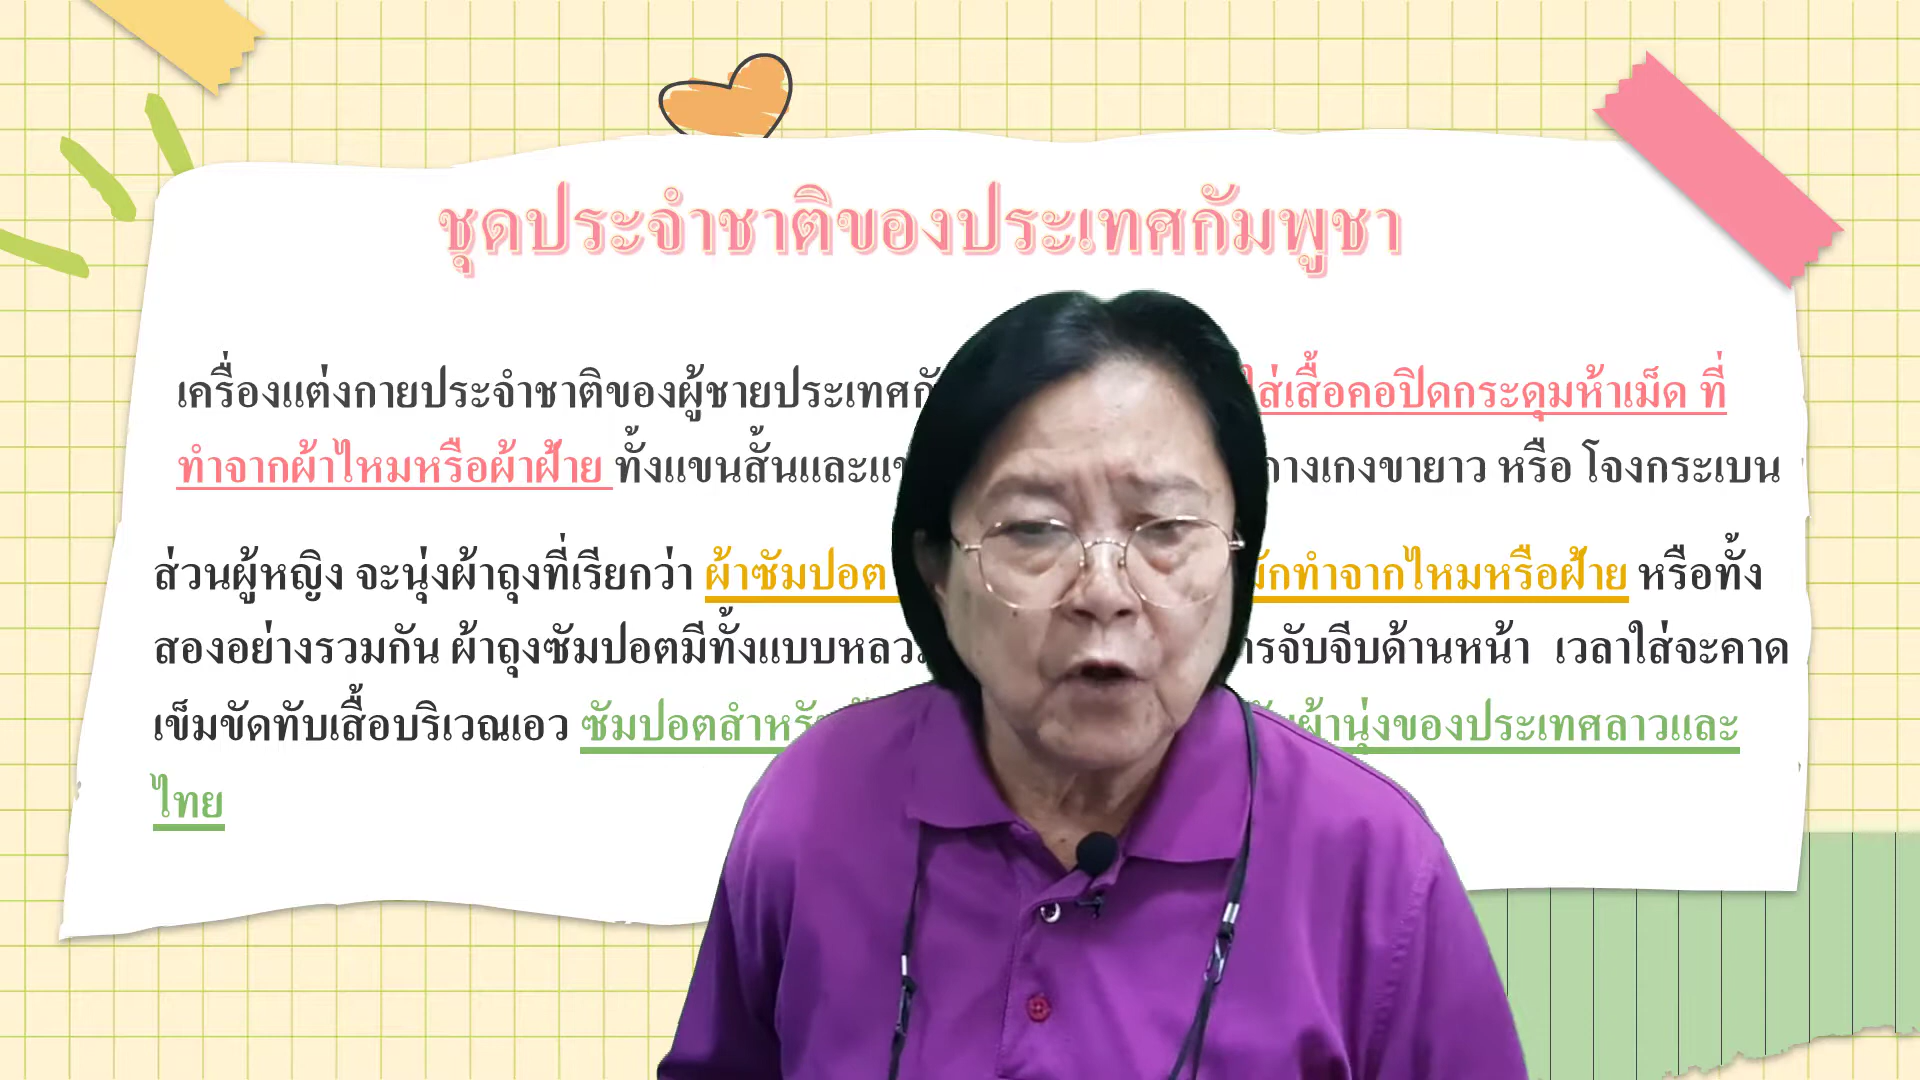 ชุดประจำชาติของประเทศกัมพูชา
เครื่องแต่งกายประจำชาติของผู้ชายประเทศ ใส่เสื้อคอปิดกระดุมห้าเม็ด ที่
ทำจากผ้าไหมหรือผ้าฝ้าย ทั้งแขนสั้นและ กางเกงขายาว หรือ โจงกระเบน
ส่วนผู้หญิง จะนุ่งผ้าถุงที่เรียกว่า ผ้าซัมปอต มักทำจากไหมหรือฝ้าย หรือทั้ง
สองอย่างรวมกัน ผ้าถุงซัมปอตมีทั้งแบบหลวม การจับจีบด้านหน้า เวลาใส่จะคาด
เข็มขัดทับเสื้อบริเวณเอว ซัมปอตสำหรับ ผ้านุ่งของประเทศลาวและ
ไทย